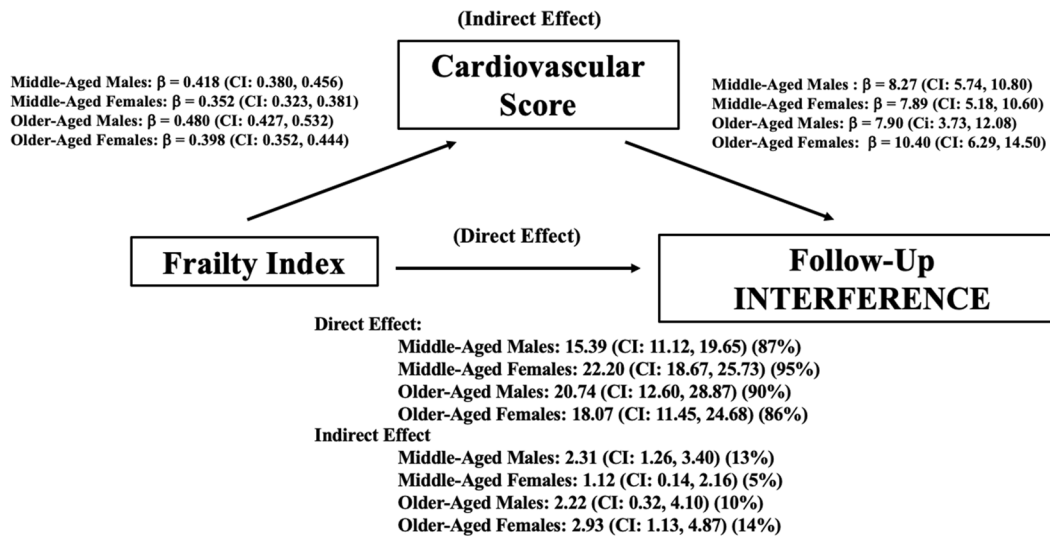 (Indirect Effect)
Cardiovascular
Score
Middle-Aged Males: β = 0.418 (CI: 0.380, 0.456)
Middle-Aged Females: β = 0.352 (CI: 0.323, 0.381)
Older-Aged Males: β = 0.480 (CI: 0.427, 0.532)
Older-Aged Females: β = 0.398 (CI: 0.352, 0.444)
Middle-Aged Males : β = 8.27 (CI: 5.74, 10.80)
Middle-Aged Females: β = 7.89 (CI: 5.18, 10.60)
Older-Aged Males: β = 7.90 (Ci: 3.73, 12.08)
Older-Aged Females: β = 10.40 (CI: 6.29, 14.50)
(Direct Effect)
Frailty Index
Follow-Up
INTERFERENCE
Direct Effect:
Middle-Aged Males: 15.39 (CI: 11.12, 19.65) (87%)
Middle-Aged Females: 22.20 (CI: 18.67, 25.73) (95%)
Older-Aged Males: 20.74 (CI: 12.60, 28.87) (90%)
Older-Aged Females: 18.07 (CI: 11.45, 24.68) (86%)
Indirect Effect
Middle-Aged Males: 2.31 (CI: 1.26, 3.40) (13%)
Middle-Aged Females: 1.12 (CI: 0.14, 2.16) (5%)
Older-Aged Males: 2.22 (CI: 0.32, 4.10) (10%)
Older-Aged Females: 2.93 (CI: 1.13, 4.87) (14%)